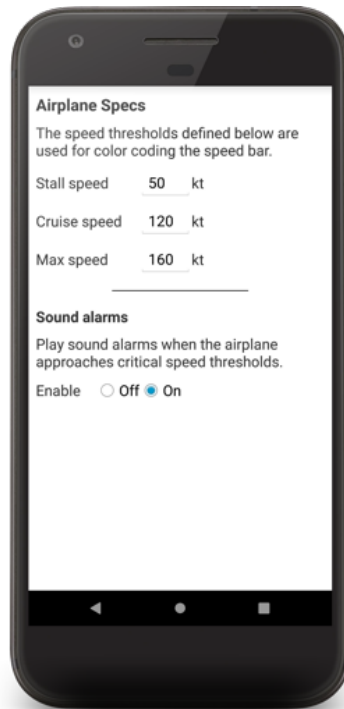 Airplane Specs
The speed thresholds defined below are
used for color coding the speed bar.
Stall speed 50 kt
Cruise speed 120 kt
Max speed 160 kt
Sound alarms
Play sound alarms when the airplane
approaches critical speed thresholds.
Enable Off On